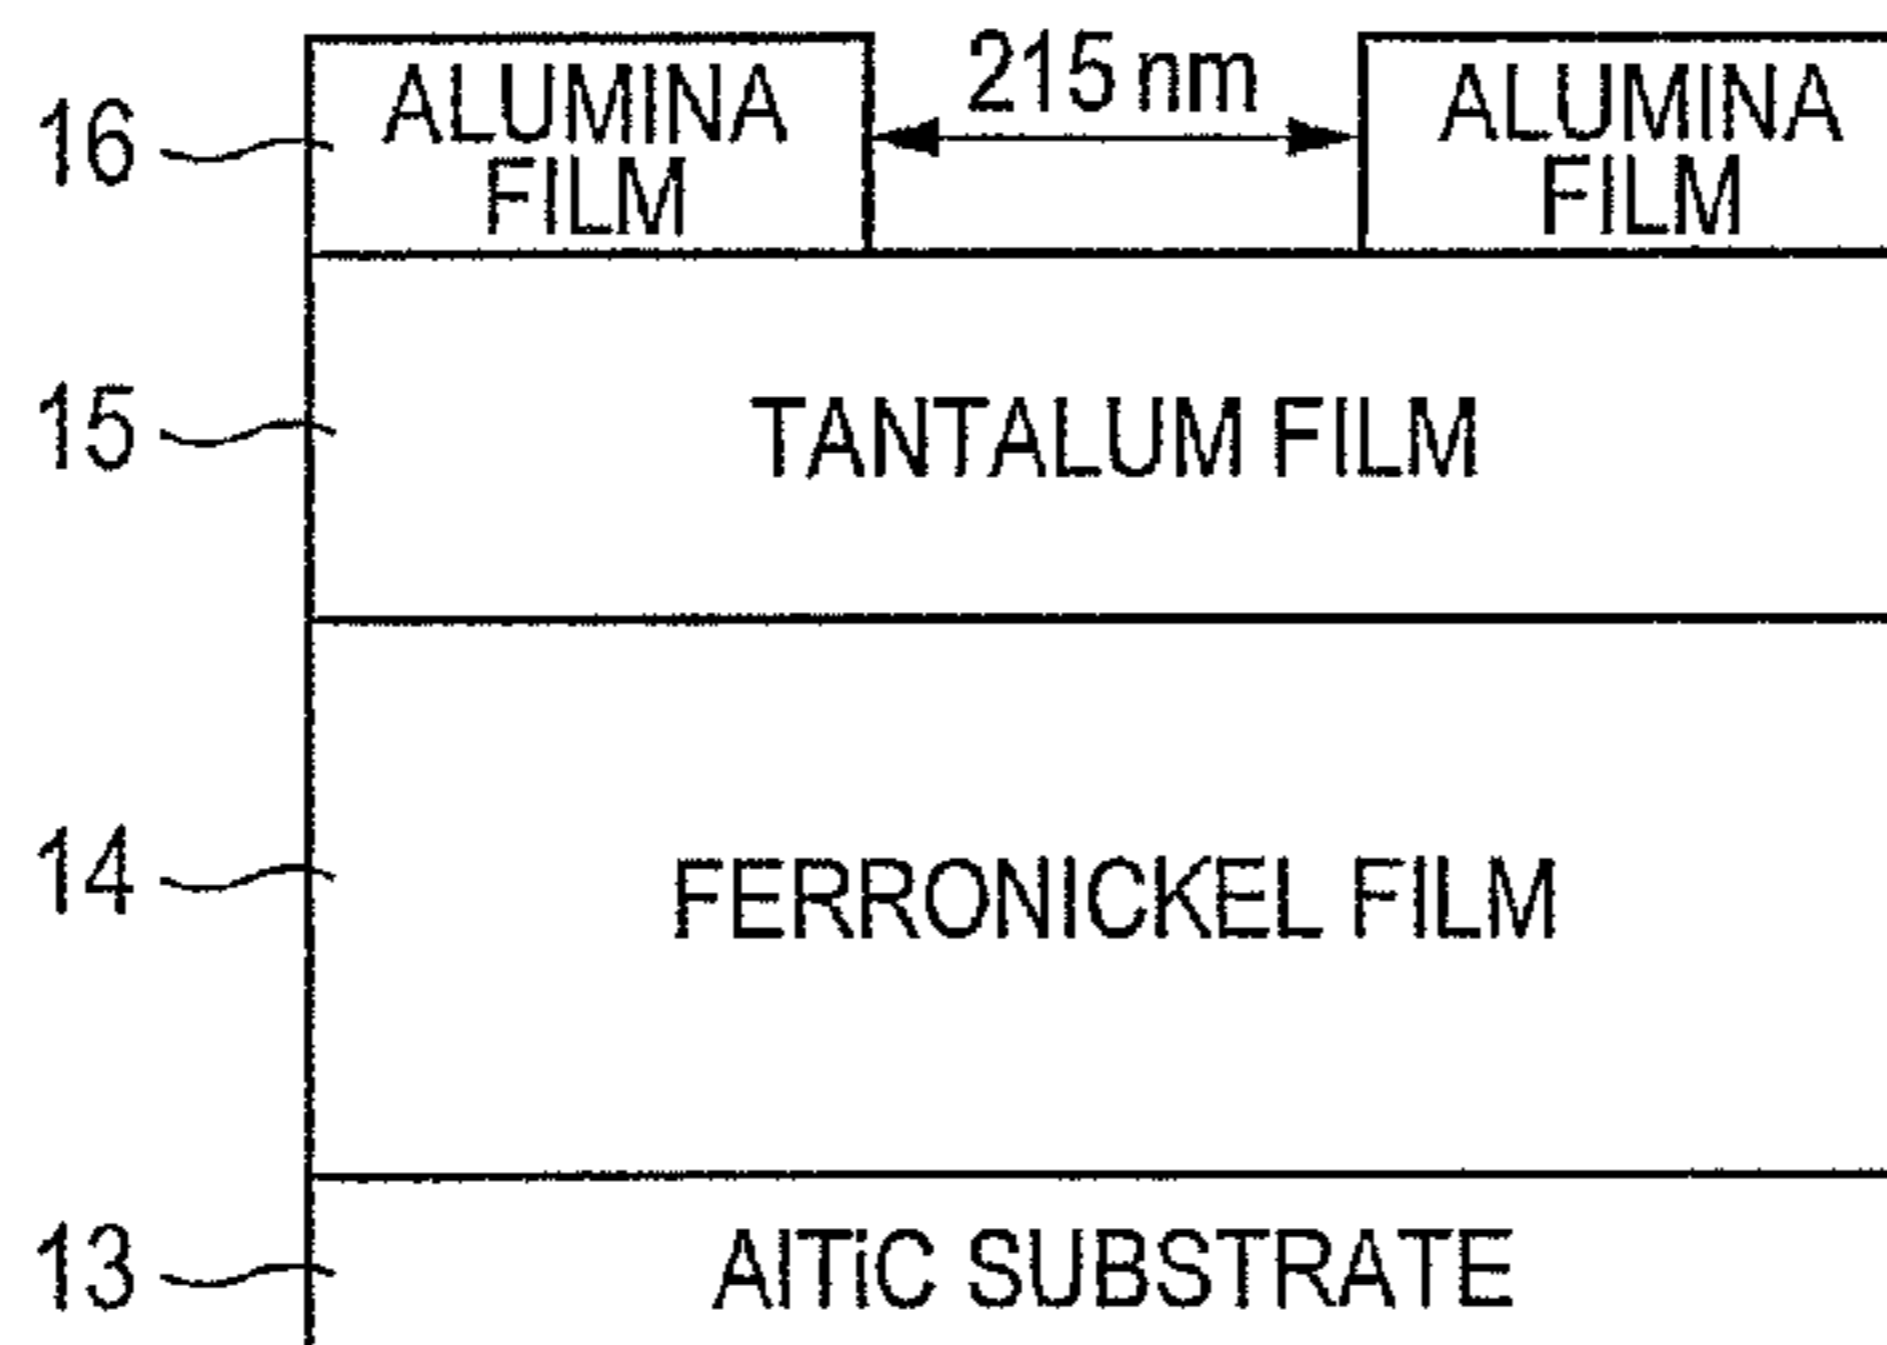 215 nm
16
ALUMINA
FILM
ALUMINA
FILM
15
TANTALUM FILM
14
FERRONICKEL FILM
13
AlTiC SUBSTRATE